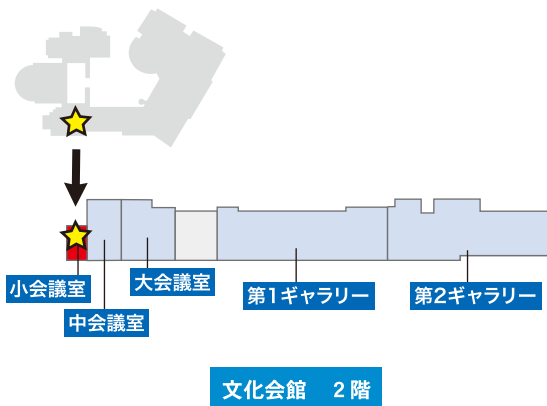 小会議室
中会議室
大会議室
第1ギャラリー
第2ギャラリー
文化会館　2階